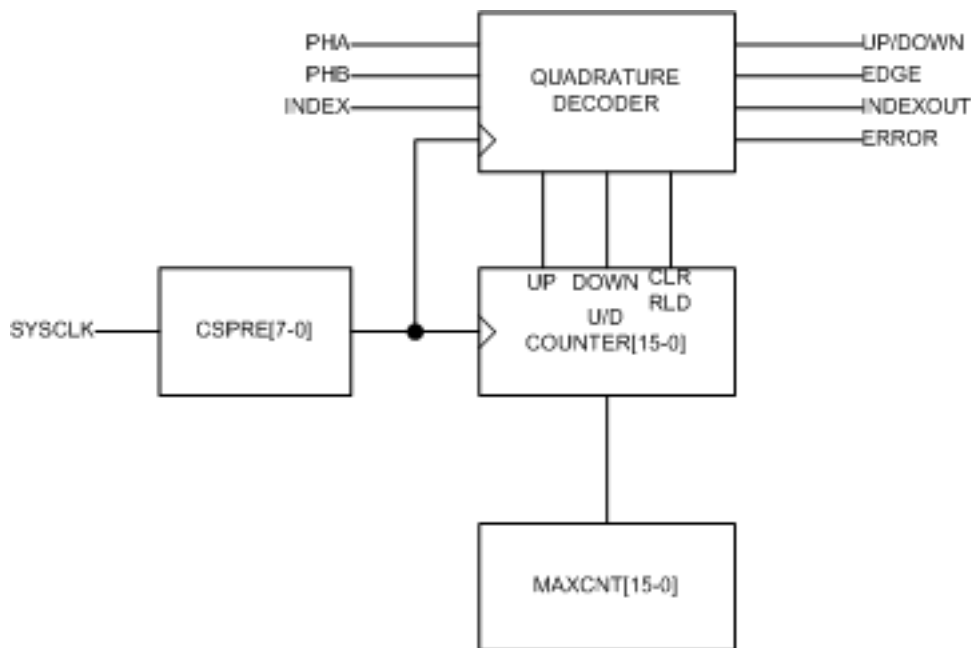 PHA
PHB
INDEX
QUADRATURE
DECODER
UP/DOWN
EDGE
INDEXOUT
ERROR
SYSCLK
CSPRE[7-0]
UP
DOWN
CLR
RLD
U/D
COUNTER[15-0]
MAXCNT[15-0]